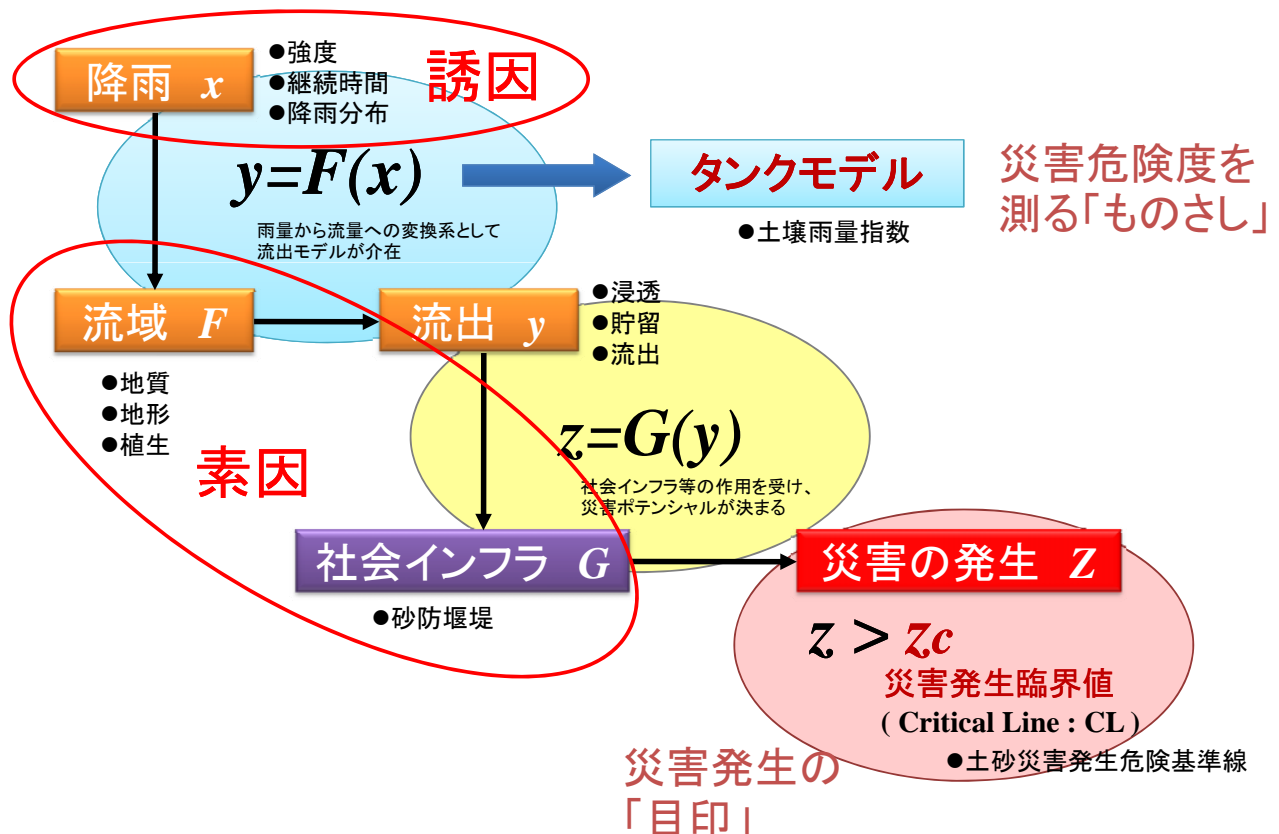 降雨 x
●強度
●継続時間
●降雨分布
誘因
y=F(x)
雨量から流量への変換系として
流出モデルが介在
タンクモデル
●土壌雨量指数
災害危険度を
測る「ものさし」
流域 F
●地質
●地形
●植生
流出 y
●浸透
●貯留
●流出
素因
z=G(y)
社会インフラ等の作用を受け、
災害ポテンシャルが決まる
社会インフラ G
●砂防堰堤
災害の発生 Z
z > zc
災害発生臨界値
( Critical Line : CL )
●土砂災害発生危険基準線
災害発生の
「目印」